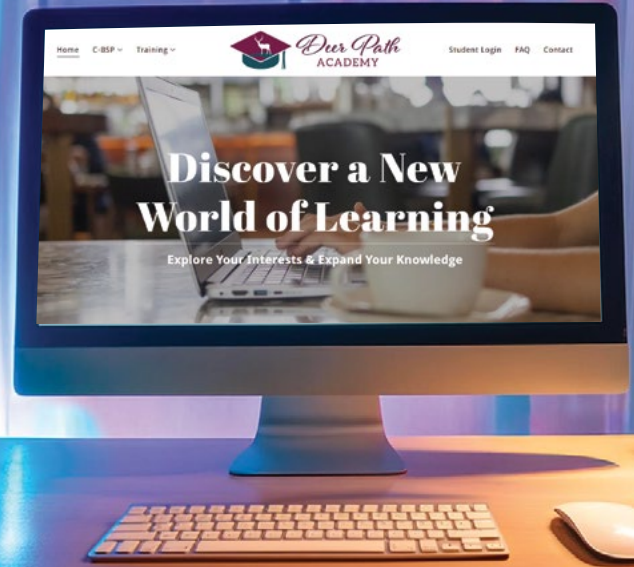 Home C-BSP Training Deer Path ACADEMY Student Login FAQ Contact
Discover a New
World of Learning
Explore Your Interests & Expand Your Knowledge